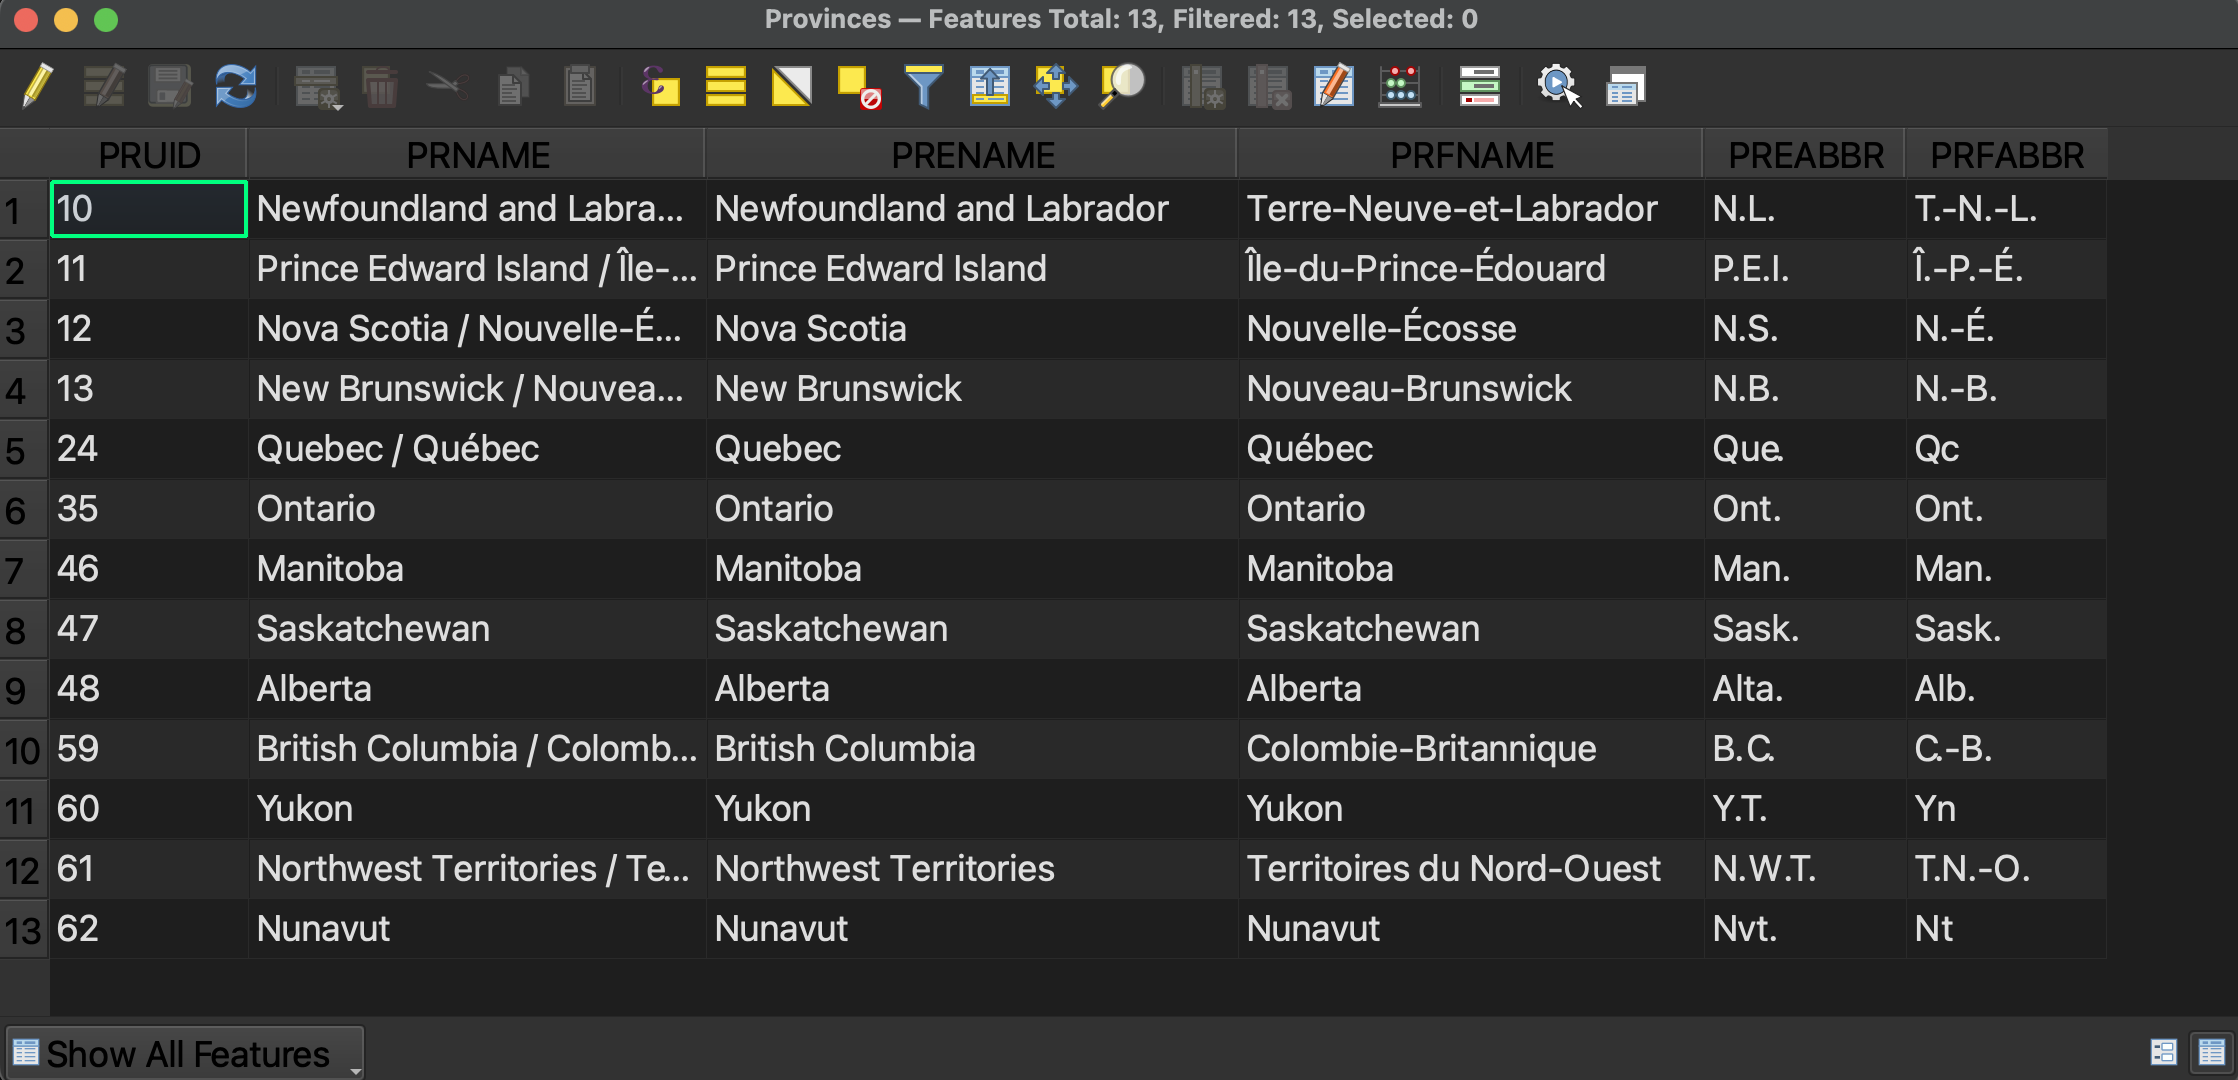 Provinces — Features Total: 13, Filtered: 13, Selected: 0
PRUID PRNAME PRENAME PRFNAME PREABBR PRFABBR
1 10 Newfoundland and Labra... Newfoundland and Labrador Terre-Neuve-et-Labrador N.L. T.-N.-L.
2 11 Prince Edward Island / Île-... Prince Edward Island Île-du-Prince-Édouard P.E.I. Î.-P.-É.
3 12 Nova Scotia / Nouvelle-É... Nova Scotia Nouvelle-Écosse N.S. N.-É.
4 13 New Brunswick / Nouvea... New Brunswick Nouveau-Brunswick N.B. N.-B.
5 24 Quebec / Québec Quebec Québec Que. Qc
6 35 Ontario Ontario Ontario Ont. Ont.
7 46 Manitoba Manitoba Manitoba Man. Man.
8 47 Saskatchewan Saskatchewan Saskatchewan Sask. Sask.
9 48 Alberta Alberta Alberta Alta. Alb.
10 59 British Columbia / Colomb... British Columbia Colombie-Britannique B.C. C.-B.
11 60 Yukon Yukon Yukon Y.T. Yn
12 61 Northwest Territories / Te... Northwest Territories Territoires du Nord-Ouest N.W.T. T.N.-O.
13 62 Nunavut Nunavut Nunavut Nvt. Nt
Show All Features